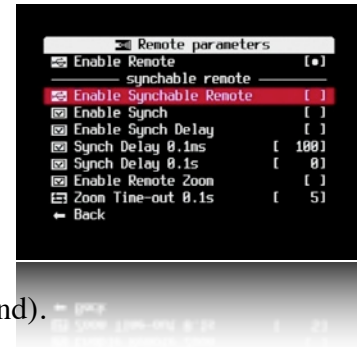 Remote parameters
Enable Remote [•]
synchable remote
Enable Synchable Remote [ ]
Enable Synch [ ]
Enable Synch Delay [ ]
Synch Delay 0.1ms [ 100]
Synch Delay 0.1s [ 0]
Enable Remote Zoom [ ]
Zoom Time-out 0.1s [ 5]
← Back
nd).